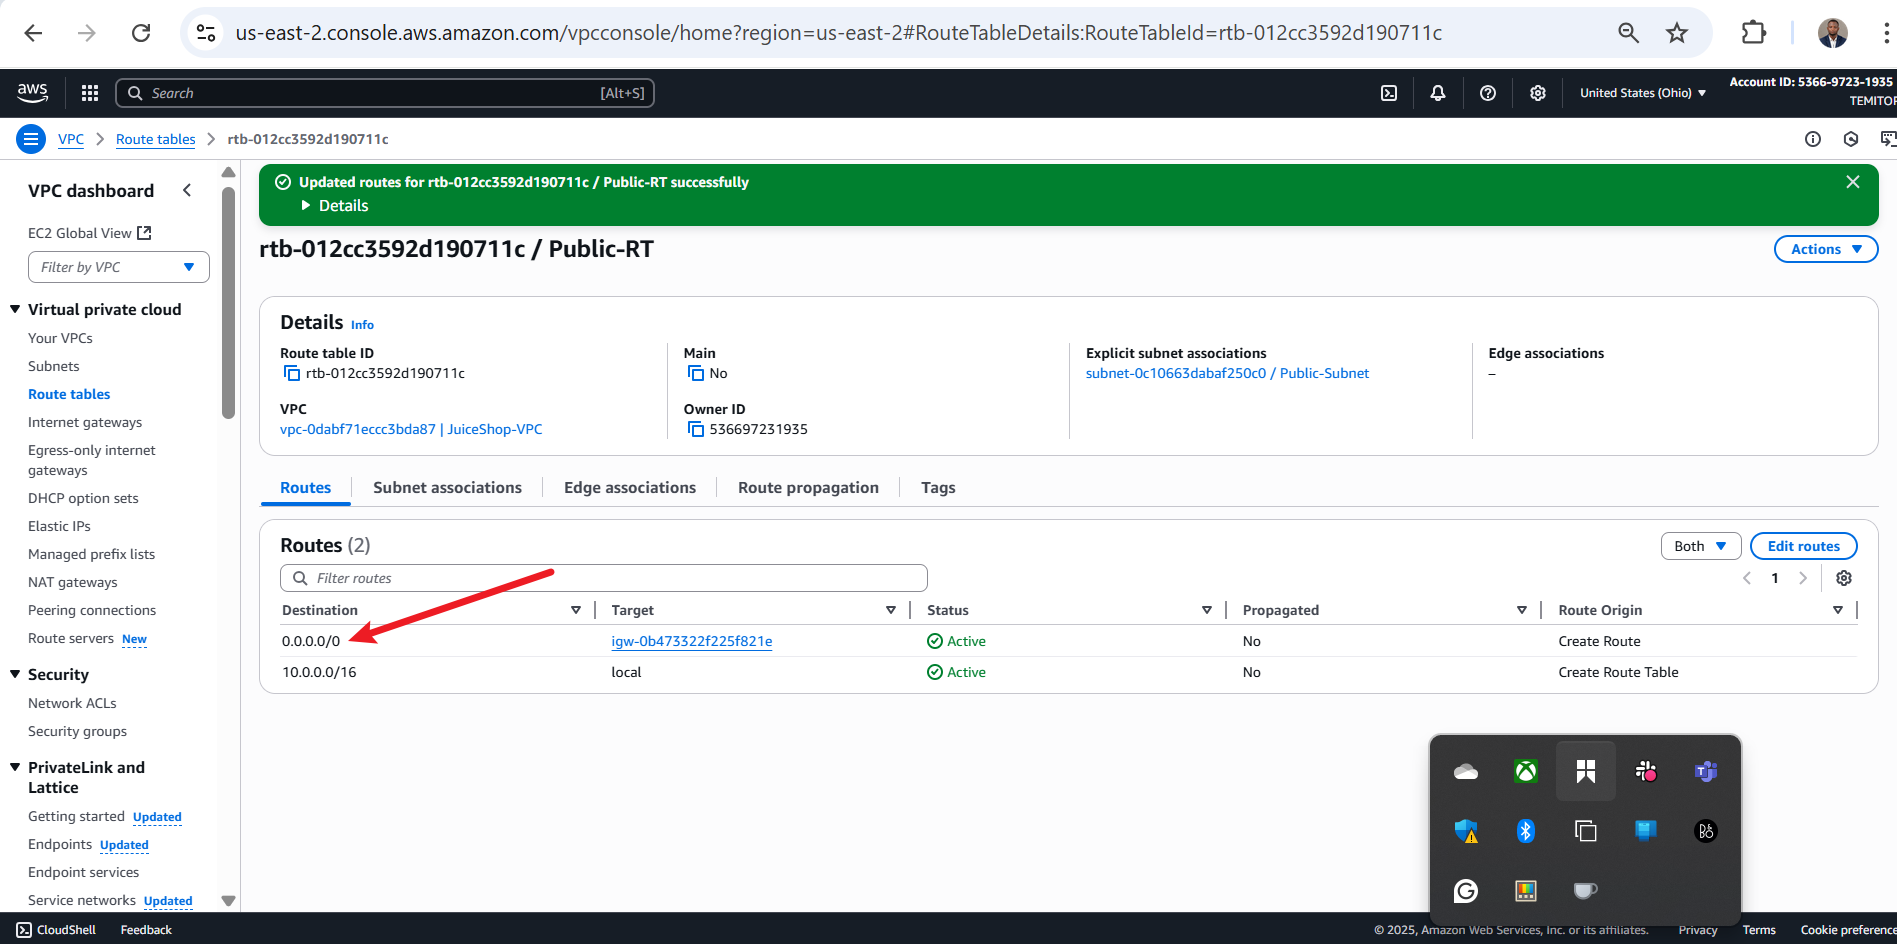 us-east-2.console.aws.amazon.com/vpcconsole/home?region=us-east-2#RouteTableDetails:RouteTableId=rtb-012cc3592d190711c
aws
Search
[Alt+S]
United States (Ohio)
Account ID: 5366-9723-1935
TEMITOR
VPC
Route tables
rtb-012cc3592d190711c
VPC dashboard
EC2 Global View
Filter by VPC
Virtual private cloud
Your VPCs
Subnets
Route tables
Internet gateways
Egress-only internet
gateways
DHCP option sets
Elastic IPs
Managed prefix lists
NAT gateways
Peering connections
Route servers New
Security
Network ACLs
Security groups
PrivateLink and
Lattice
Getting started Updated
Endpoints Updated
Endpoint services
Service networks Updated
Updated routes for rtb-012cc3592d190711c / Public-RT successfully
Details
rtb-012cc3592d190711c / Public-RT
Actions
Details Info
Route table ID
rtb-012cc3592d190711c
Main
No
Explicit subnet associations
subnet-0c10663dabaf250c0 / Public-Subnet
Edge associations
–
VPC
vpc-0dabf71eccc3bda87 | JuiceShop-VPC
Owner ID
536697231935
Routes
Subnet associations
Edge associations
Route propagation
Tags
Routes (2)
Both
Edit routes
Filter routes
1
Destination Target Status Propagated Route Origin
0.0.0.0/0 igw-0b473322f225f821e Active No Create Route
10.0.0.0/16 local Active No Create Route Table
CloudShell
Feedback
© 2025, Amazon Web Services, Inc. or its affiliates.
Privacy
Terms
Cookie preference